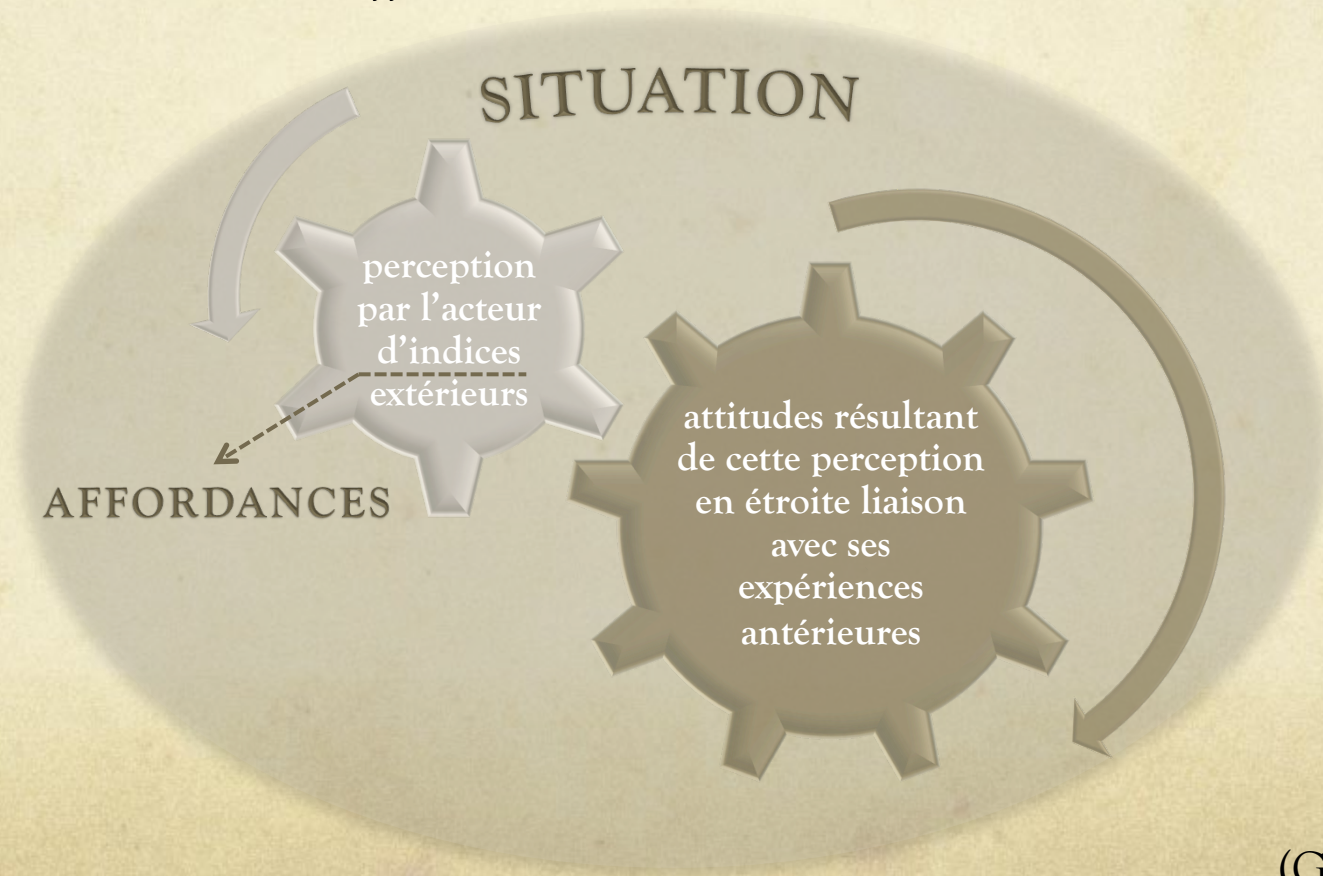 SITUATION
perception
par l'acteur
d'indices
extérieurs
AFFORDANCES
attitudes résultant
de cette perception
en étroite liaison
avec ses
expériences
antérieures
(G